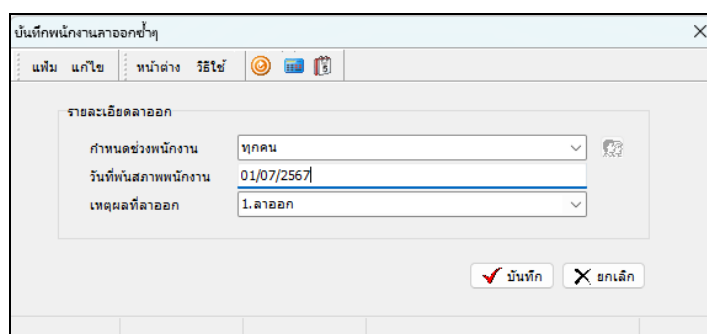 บันทึกพนักงานลาออกซ้ำๆ
แฟ้ม แก้ไข หน้าต่าง วิธีใช้
รายละเอียดลาออก
กำหนดช่วงพนักงาน ทุกคน
วันที่พ้นสภาพพนักงาน 01/07/2567
เหตุผลที่ลาออก 1.ลาออก
บันทึก ยกเลิก